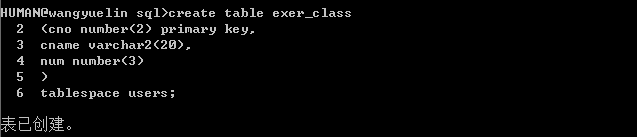 HUMAN@wangyuelin sql>create table exer_class
2 (cno number(2) primary key,
3 cname varchar2(20),
4 num number(3)
5 )
6 tablespace users;
表已创建。